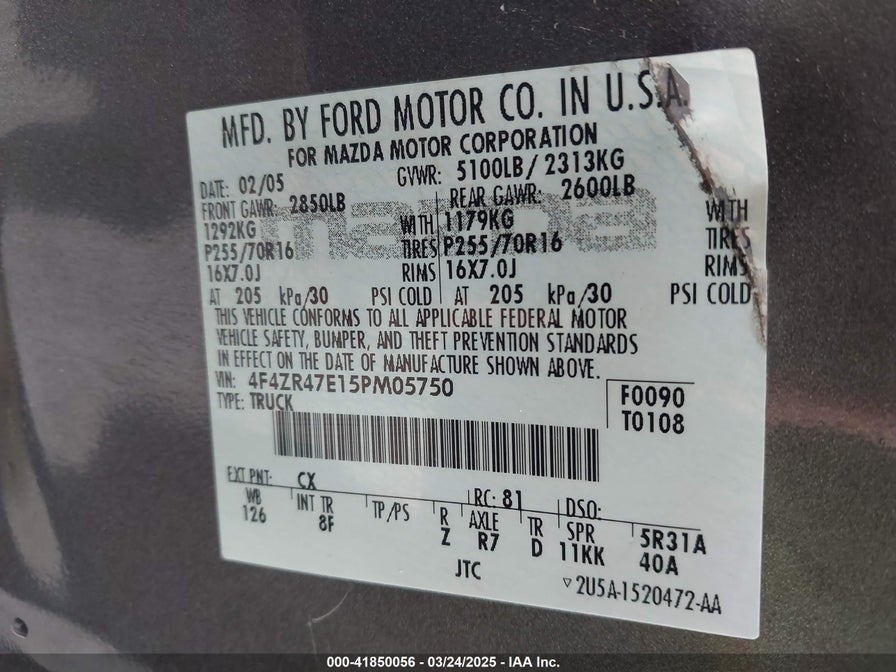 MFD. BY FORD MOTOR CO. IN U.S.A.
FOR MAZDA MOTOR CORPORATION
DATE: 02/05 GVWR: 5100LB/ 2313KG
FRONT GAWR: 2850LB REAR GAWR: 2600LB
1292KG WITH 1179KG WITH
P255/70R16 TIRES P255/70R16 TIRES
16X7.0J RIMS 16X7.0J RIMS
AT 205 kPa/30 PSI COLD AT 205 kPa/30 PSI COLD
THIS VEHICLE CONFORMS TO ALL APPLICABLE FEDERAL MOTOR
VEHICLE SAFETY, BUMPER, AND THEFT PREVENTION STANDARDS
IN EFFECT ON THE DATE OF MANUFACTURE SHOWN ABOVE.
VIN: 4F4ZR47E15PM05750 F0090
TYPE: TRUCK T0108
EXT PNT: CX RC: 81 DSO:
WB INT TR TP/PS R AXLE TR SPR 5R31A
126 8F Z R7 D 11KK 40A
JTC
2U5A-1520472-AA
mazda
000-41850056 - 03/24/2025 - IAA Inc.